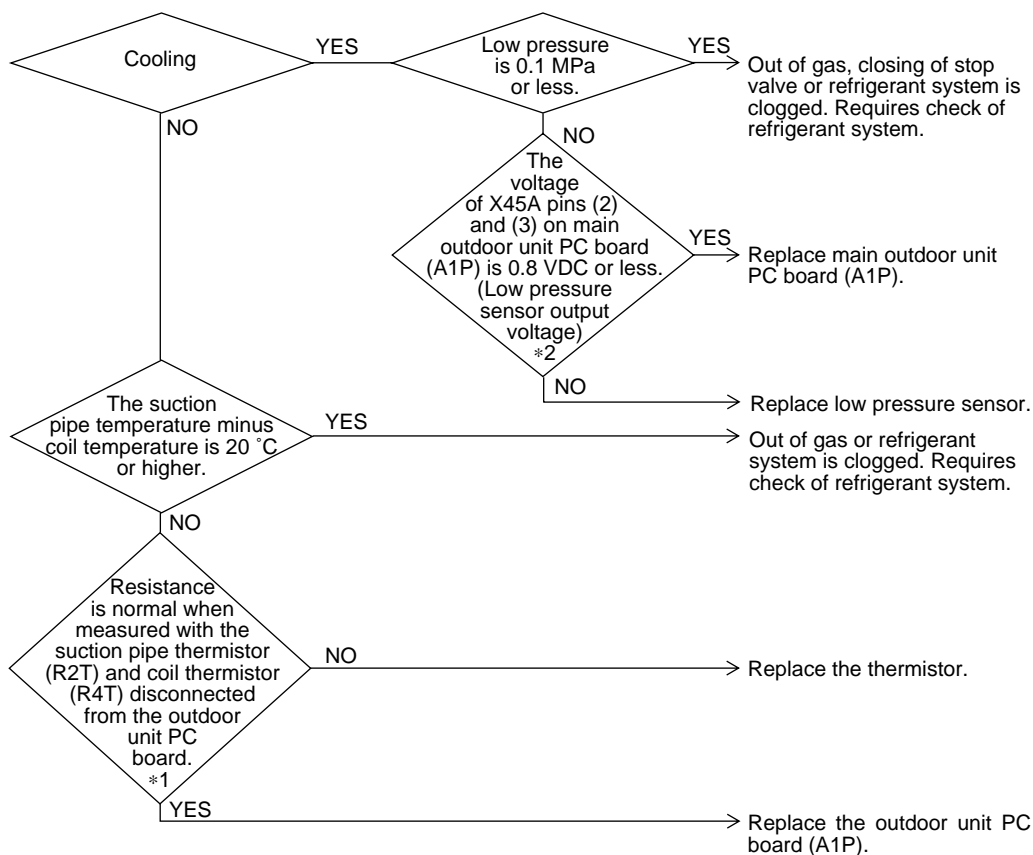 Cooling
YES
Low pressure
is 0.1 MPa
or less.
YES
Out of gas, closing of stop
valve or refrigerant system is
clogged. Requires check of
refrigerant system.
NO
NO
The
voltage
of X45A pins (2)
and (3) on main
outdoor unit PC board
(A1P) is 0.8 VDC or less.
(Low pressure
sensor output
voltage)
*2
YES
Replace main outdoor unit
PC board (A1P).
NO
Replace low pressure sensor.
The suction
pipe temperature minus
coil temperature is 20 ˚C
or higher.
YES
Out of gas or refrigerant
system is clogged. Requires
check of refrigerant system.
NO
Resistance
is normal when
measured with the
suction pipe thermistor
(R2T) and coil thermistor
(R4T) disconnected
from the outdoor
unit PC
board.
*1
NO
Replace the thermistor.
YES
Replace the outdoor unit PC
board (A1P).